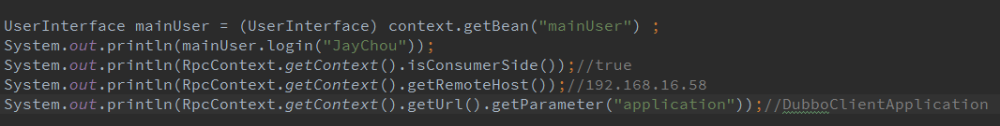 UserInterface mainUser = (UserInterface) context.getBean("mainUser") ;
System.out.println(mainUser.login("JayChou"));
System.out.println(RpcContext.getContext().isConsumerSide());//true
System.out.println(RpcContext.getContext().getRemoteHost());//192.168.16.58
System.out.println(RpcContext.getContext().getUrl().getParameter("application"));//DubboClientApplication